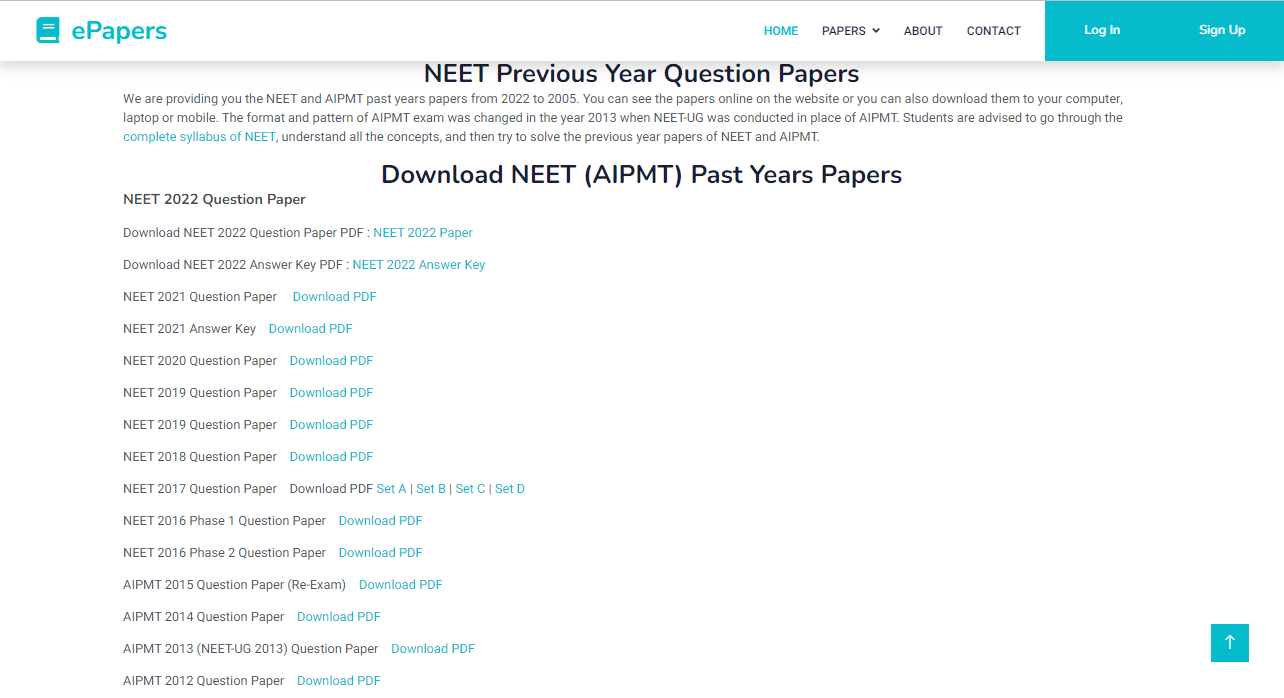 ePapers
HOME PAPERS ABOUT CONTACT Log In Sign Up
NEET Previous Year Question Papers
We are providing you the NEET and AIPMT past years papers from 2022 to 2005. You can see the papers online on the website or you can also download them to your computer,
laptop or mobile. The format and pattern of AIPMT exam was changed in the year 2013 when NEET-UG was conducted in place of AIPMT. Students are advised to go through the
complete syllabus of NEET, understand all the concepts, and then try to solve the previous year papers of NEET and AIPMT.
Download NEET (AIPMT) Past Years Papers
NEET 2022 Question Paper
Download NEET 2022 Question Paper PDF : NEET 2022 Paper
Download NEET 2022 Answer Key PDF : NEET 2022 Answer Key
NEET 2021 Question Paper Download PDF
NEET 2021 Answer Key Download PDF
NEET 2020 Question Paper Download PDF
NEET 2019 Question Paper Download PDF
NEET 2019 Question Paper Download PDF
NEET 2018 Question Paper Download PDF
NEET 2017 Question Paper Download PDF Set A | Set B | Set C | Set D
NEET 2016 Phase 1 Question Paper Download PDF
NEET 2016 Phase 2 Question Paper Download PDF
AIPMT 2015 Question Paper (Re-Exam) Download PDF
AIPMT 2014 Question Paper Download PDF
AIPMT 2013 (NEET-UG 2013) Question Paper Download PDF
AIPMT 2012 Question Paper Download PDF